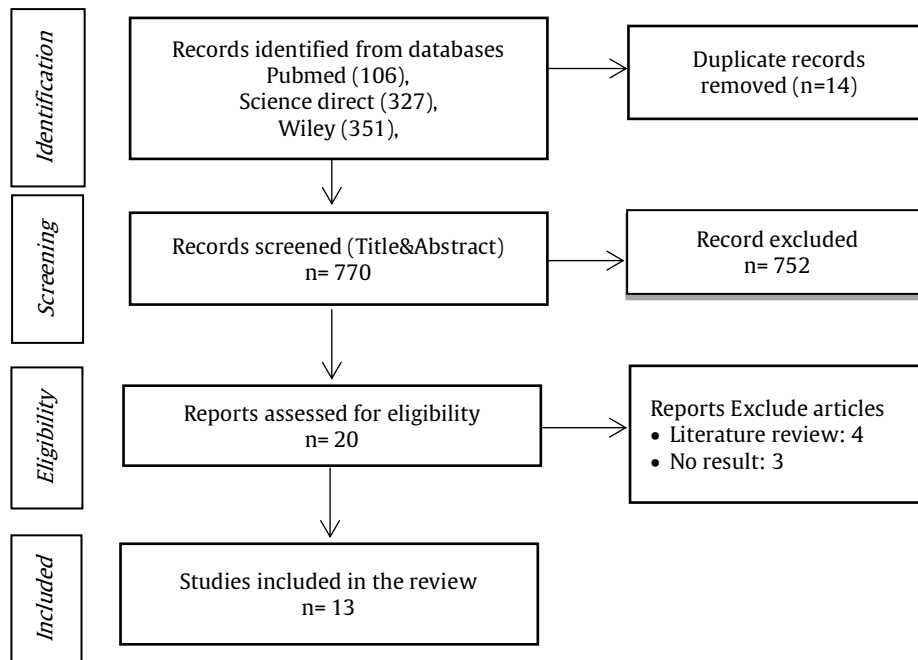 Identification
Records identified from databases
Pubmed (106),
Science direct (327),
Wiley (351),
Duplicate records
removed (n=14)
Screening
Records screened (Title&Abstract)
n= 770
Record excluded
n= 752
Eligibility
Reports assessed for eligibility
n= 20
Reports Exclude articles
• Literature review: 4
• No result: 3
Included
Studies included in the review
n= 13